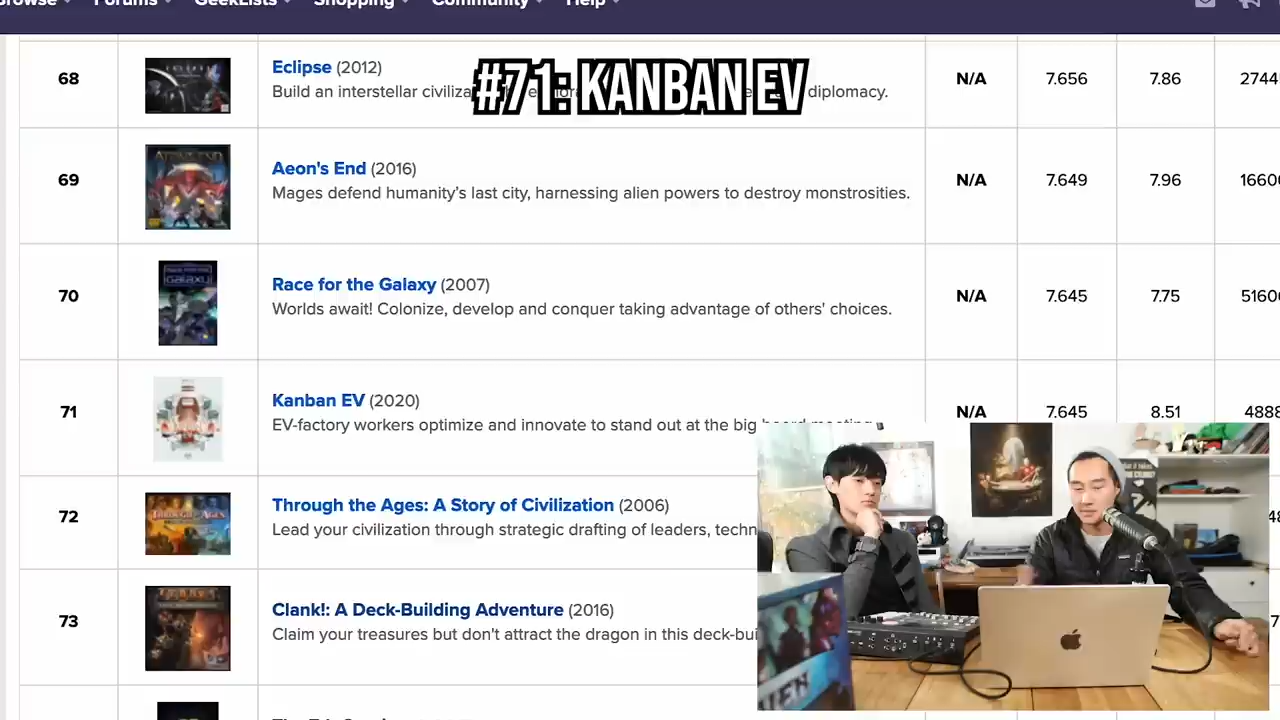 Browse Forums GeekLists Shopping Community Help
#71: KANBAN EV
68 Eclipse (2012) N/A 7.656 7.86 2744
Build an interstellar diplomacy.
69 Aeon's End (2016) N/A 7.649 7.96 1660
Mages defend humanity's last city, harnessing alien powers to destroy monstrosities.
70 Race for the Galaxy (2007) N/A 7.645 7.75 5160
Worlds await! Colonize, develop and conquer taking advantage of others' choices.
71 Kanban EV (2020) N/A 7.645 8.51 488
EV-factory workers optimize and innovate to stand out at the big board meeting.
72 Through the Ages: A Story of Civilization (2006)
Lead your civilization through strategic drafting of leaders,
73 Clank!: A Deck-Building Adventure (2016)
Claim your treasures but don't attract the dragon in this